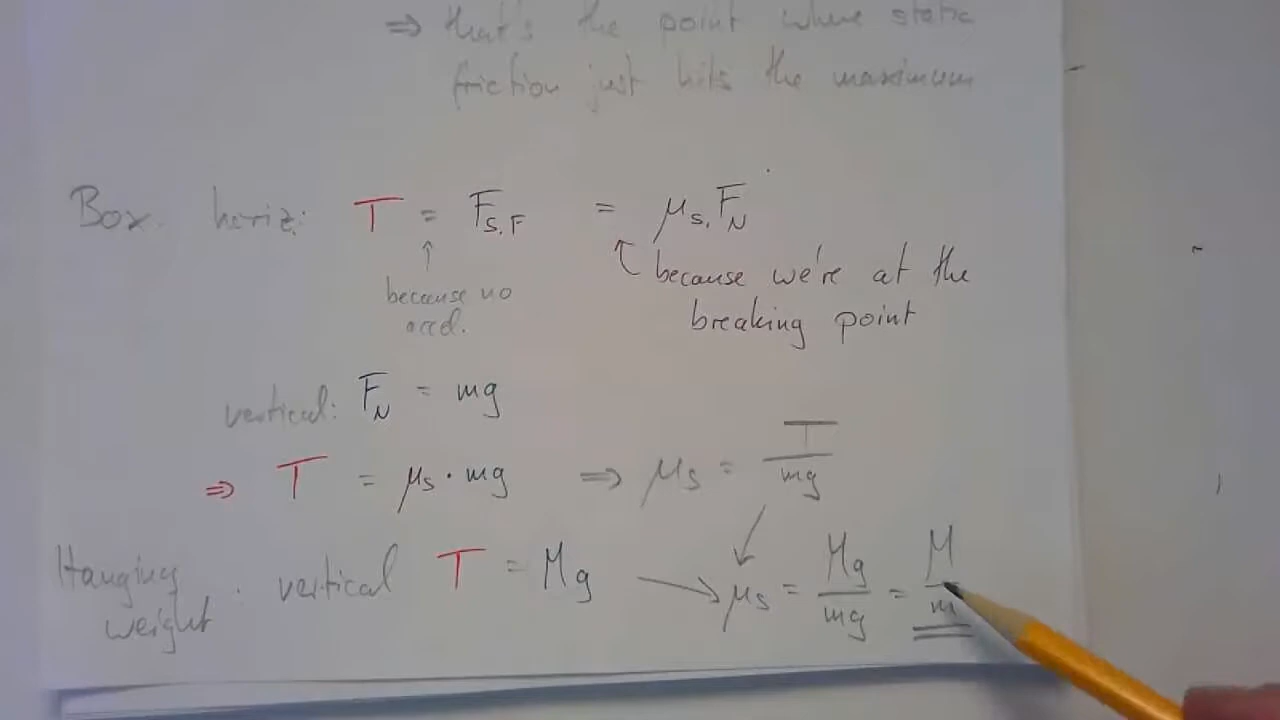 ⇒ that's the point where static
friction just hits the maximum
Box. horiz: T = F_S,F = μ_S. F_N
↑ because no
accel.
because we're at the
breaking point
vertical: F_N = mg
⇒ T = μ_S · mg ⇒ μ_S = T/mg
Hanging weight : vertical T = Mg → μ_S = Mg/mg = M/m